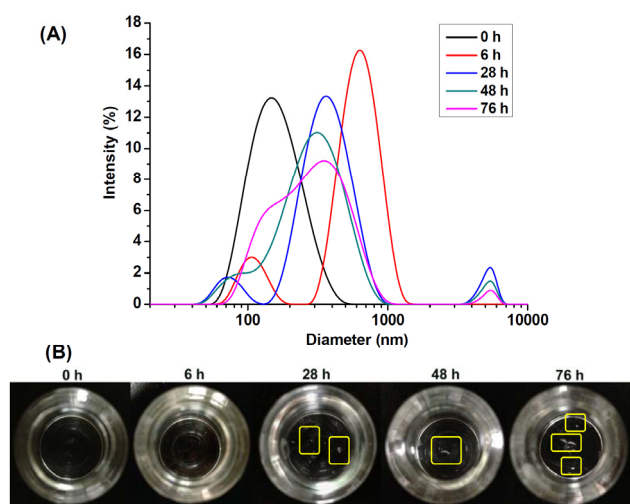 (A)
18
16
14
12
10
8
6
4
2
0
Intensity (%)
0 h
6 h
28 h
48 h
76 h
100
1000
10000
Diameter (nm)
(B)
0 h
6 h
28 h
48 h
76 h